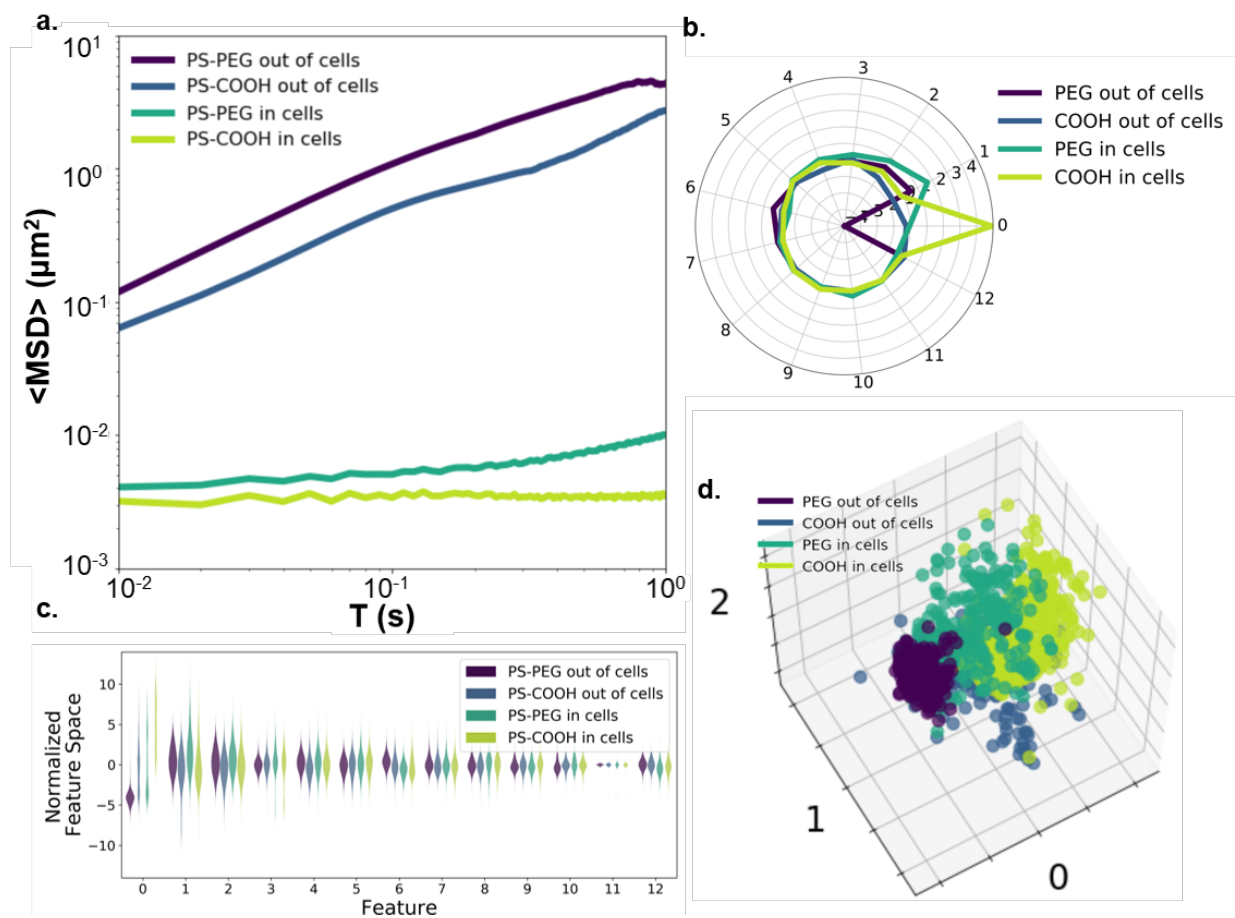 a.
10¹
10⁰
10⁻¹
10⁻²
10⁻³
<MSD> (µm²)
PS-PEG out of cells
PS-COOH out of cells
PS-PEG in cells
PS-COOH in cells
10⁻² 10⁻¹ 10⁰
T (s)
b.
0
1
2
3
4
5
6
7
8
9
10
11
12
1 2 3 4
PEG out of cells
COOH out of cells
PEG in cells
COOH in cells
c.
Normalized
Feature Space
10
5
0
−5
−10
PS-PEG out of cells
PS-COOH out of cells
PS-PEG in cells
PS-COOH in cells
0 1 2 3 4 5 6 7 8 9 10 11 12
Feature
d.
PEG out of cells
COOH out of cells
PEG in cells
COOH in cells
2
1
0